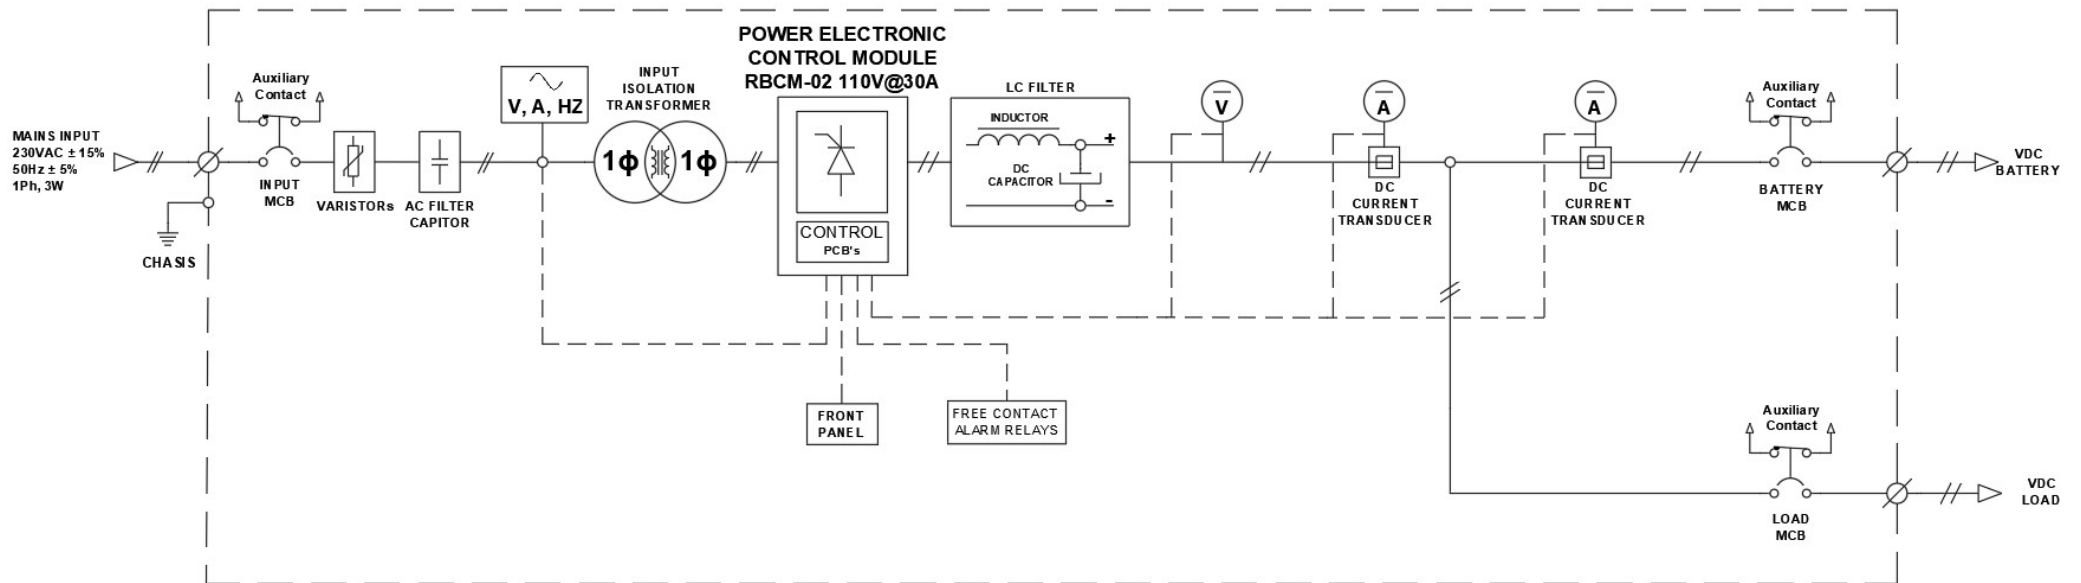 POWER ELECTRONIC
CONTROL MODULE
RBCM-02 110V@30A
Auxiliary
Contact
MAINS INPUT
230VAC ± 15%
50Hz ± 5%
1Ph, 3W
INPUT
MCB
CHASIS
VARISTORs
AC FILTER
CAPITOR
V, A, HZ
INPUT
ISOLATION
TRANSFORMER
1ф
1ф
CONTROL
PCB's
LC FILTER
INDUCTOR
+
DC
CAPACITOR
-
V
A
DC
CURRENT
TRANSDUCER
A
DC
CURRENT
TRANSDUCER
Auxiliary
Contact
BATTERY
MCB
VDC
BATTERY
FRONT
PANEL
FREE CONTACT
ALARM RELAYS
Auxiliary
Contact
LOAD
MCB
VDC
LOAD